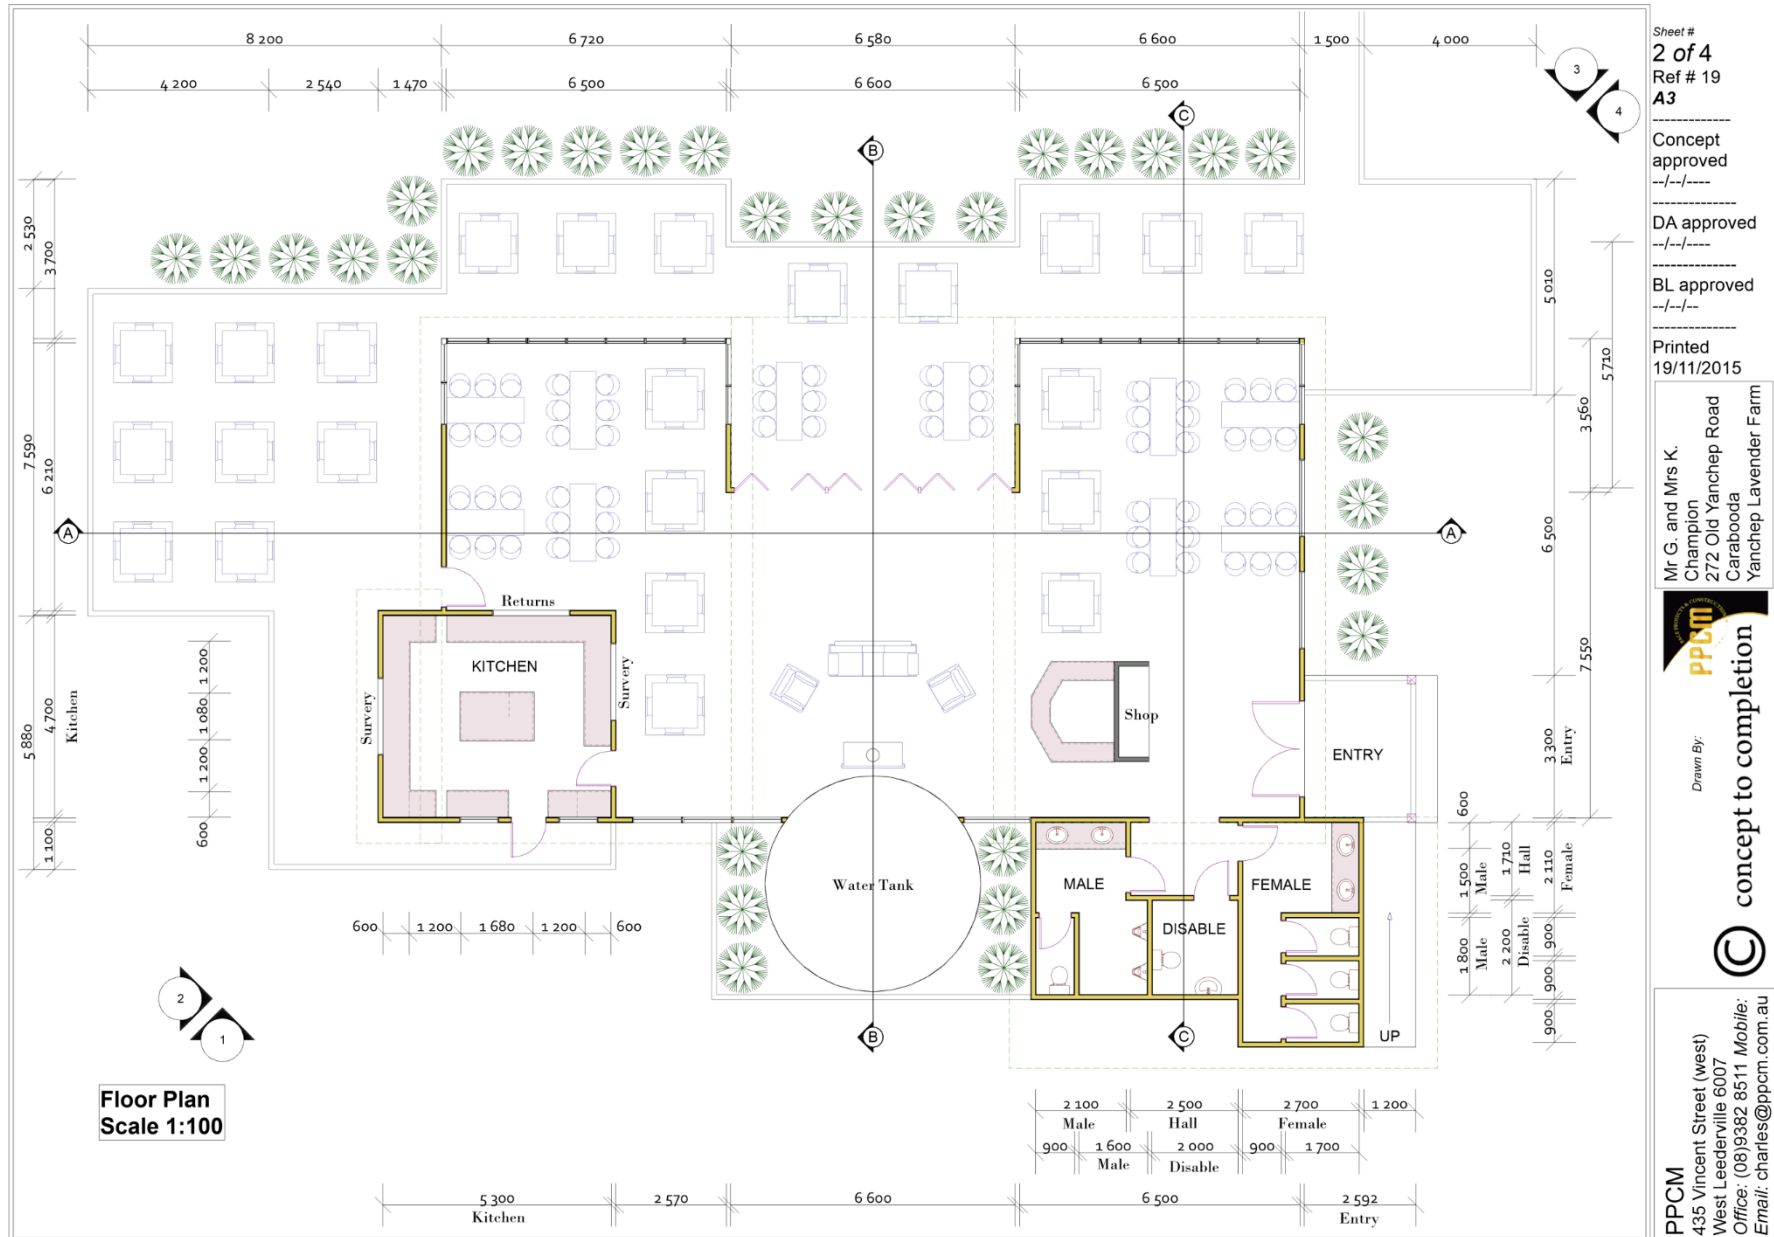 8 200
6 720
6 580
6 600
1 500
4 000
4 200
2 540
1 470
6 500
6 600
6 500
3
4
C
B
2 530
3 700
7 590
6 210
5 880
4 700
Kitchen
1 100
1 200
1 080
1 200
600
A
A
Returns
KITCHEN
Survery
Survery
Shop
ENTRY
Water Tank
MALE
FEMALE
DISABLE
UP
5 010
5 710
3 560
6 500
7 550
3 300
Entry
600
1 500
Male
1 710
Hall
2 110
Female
1 800
Male
2 200
Disable
900
900
900
600
1 200
1 680
1 200
600
2
1
B
C
Floor Plan
Scale 1:100
2 100
2 500
2 700
1 200
Male
Hall
Female
900
1 600
2 000
900
1 700
Male
Disable
5 300
2 570
6 600
6 500
2 592
Kitchen
Entry
Sheet #
2 of 4
Ref # 19
A3
-------------
Concept
approved
--/--/----
--------------
DA approved
--/--/----
--------------
BL approved
--/--/--
--------------
Printed
19/11/2015
Mr G. and Mrs K.
Champion
272 Old Yanchep Road
Carabooda
Yanchep Lavender Farm
PPCM
Drawn By:
concept to completion
©
PPCM
435 Vincent Street (west)
West Leederville 6007
Office: (08)9382 8511 Mobile:
Email: charles@ppcm.com.au